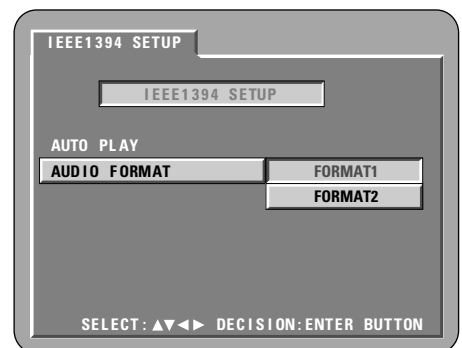 IEEE1394 SETUP
IEEE1394 SETUP
AUTO PLAY
AUDIO FORMAT FORMAT1
FORMAT2
SELECT:▲▼◄► DECISION:ENTER BUTTON